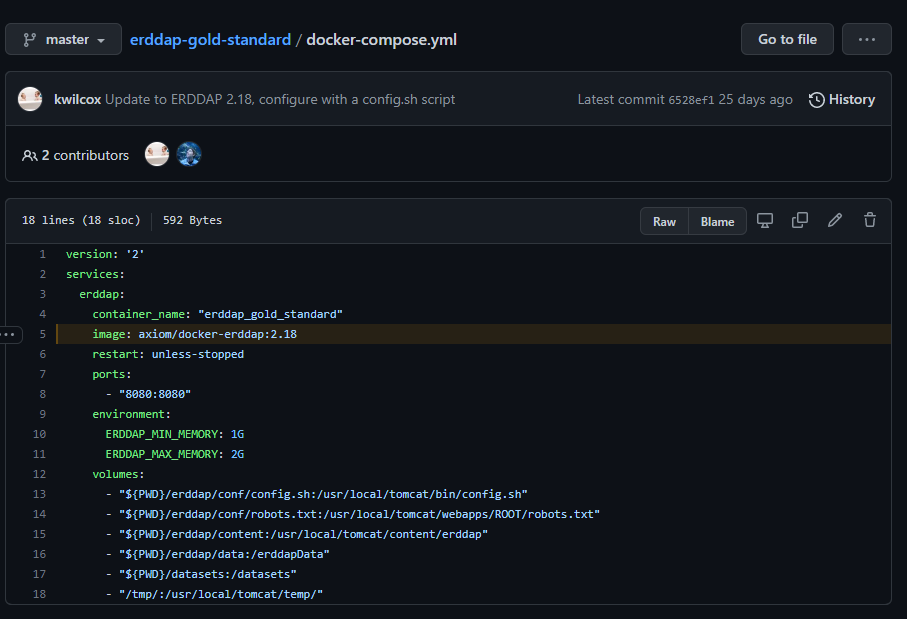 master
erddap-gold-standard / docker-compose.yml
Go to file
···
kwilcox Update to ERDDAP 2.18, configure with a config.sh script
Latest commit 6528ef1 25 days ago
History
2 contributors
18 lines (18 sloc) 592 Bytes
Raw
Blame
1 version: '2'
2 services:
3 erddap:
4 container_name: "erddap_gold_standard"
··· 5 image: axiom/docker-erddap:2.18
6 restart: unless-stopped
7 ports:
8 - "8080:8080"
9 environment:
10 ERDDAP_MIN_MEMORY: 1G
11 ERDDAP_MAX_MEMORY: 2G
12 volumes:
13 - "${PWD}/erddap/conf/config.sh:/usr/local/tomcat/bin/config.sh"
14 - "${PWD}/erddap/conf/robots.txt:/usr/local/tomcat/webapps/ROOT/robots.txt"
15 - "${PWD}/erddap/content:/usr/local/tomcat/content/erddap"
16 - "${PWD}/erddap/data:/erddapData"
17 - "${PWD}/datasets:/datasets"
18 - "/tmp/:/usr/local/tomcat/temp/"